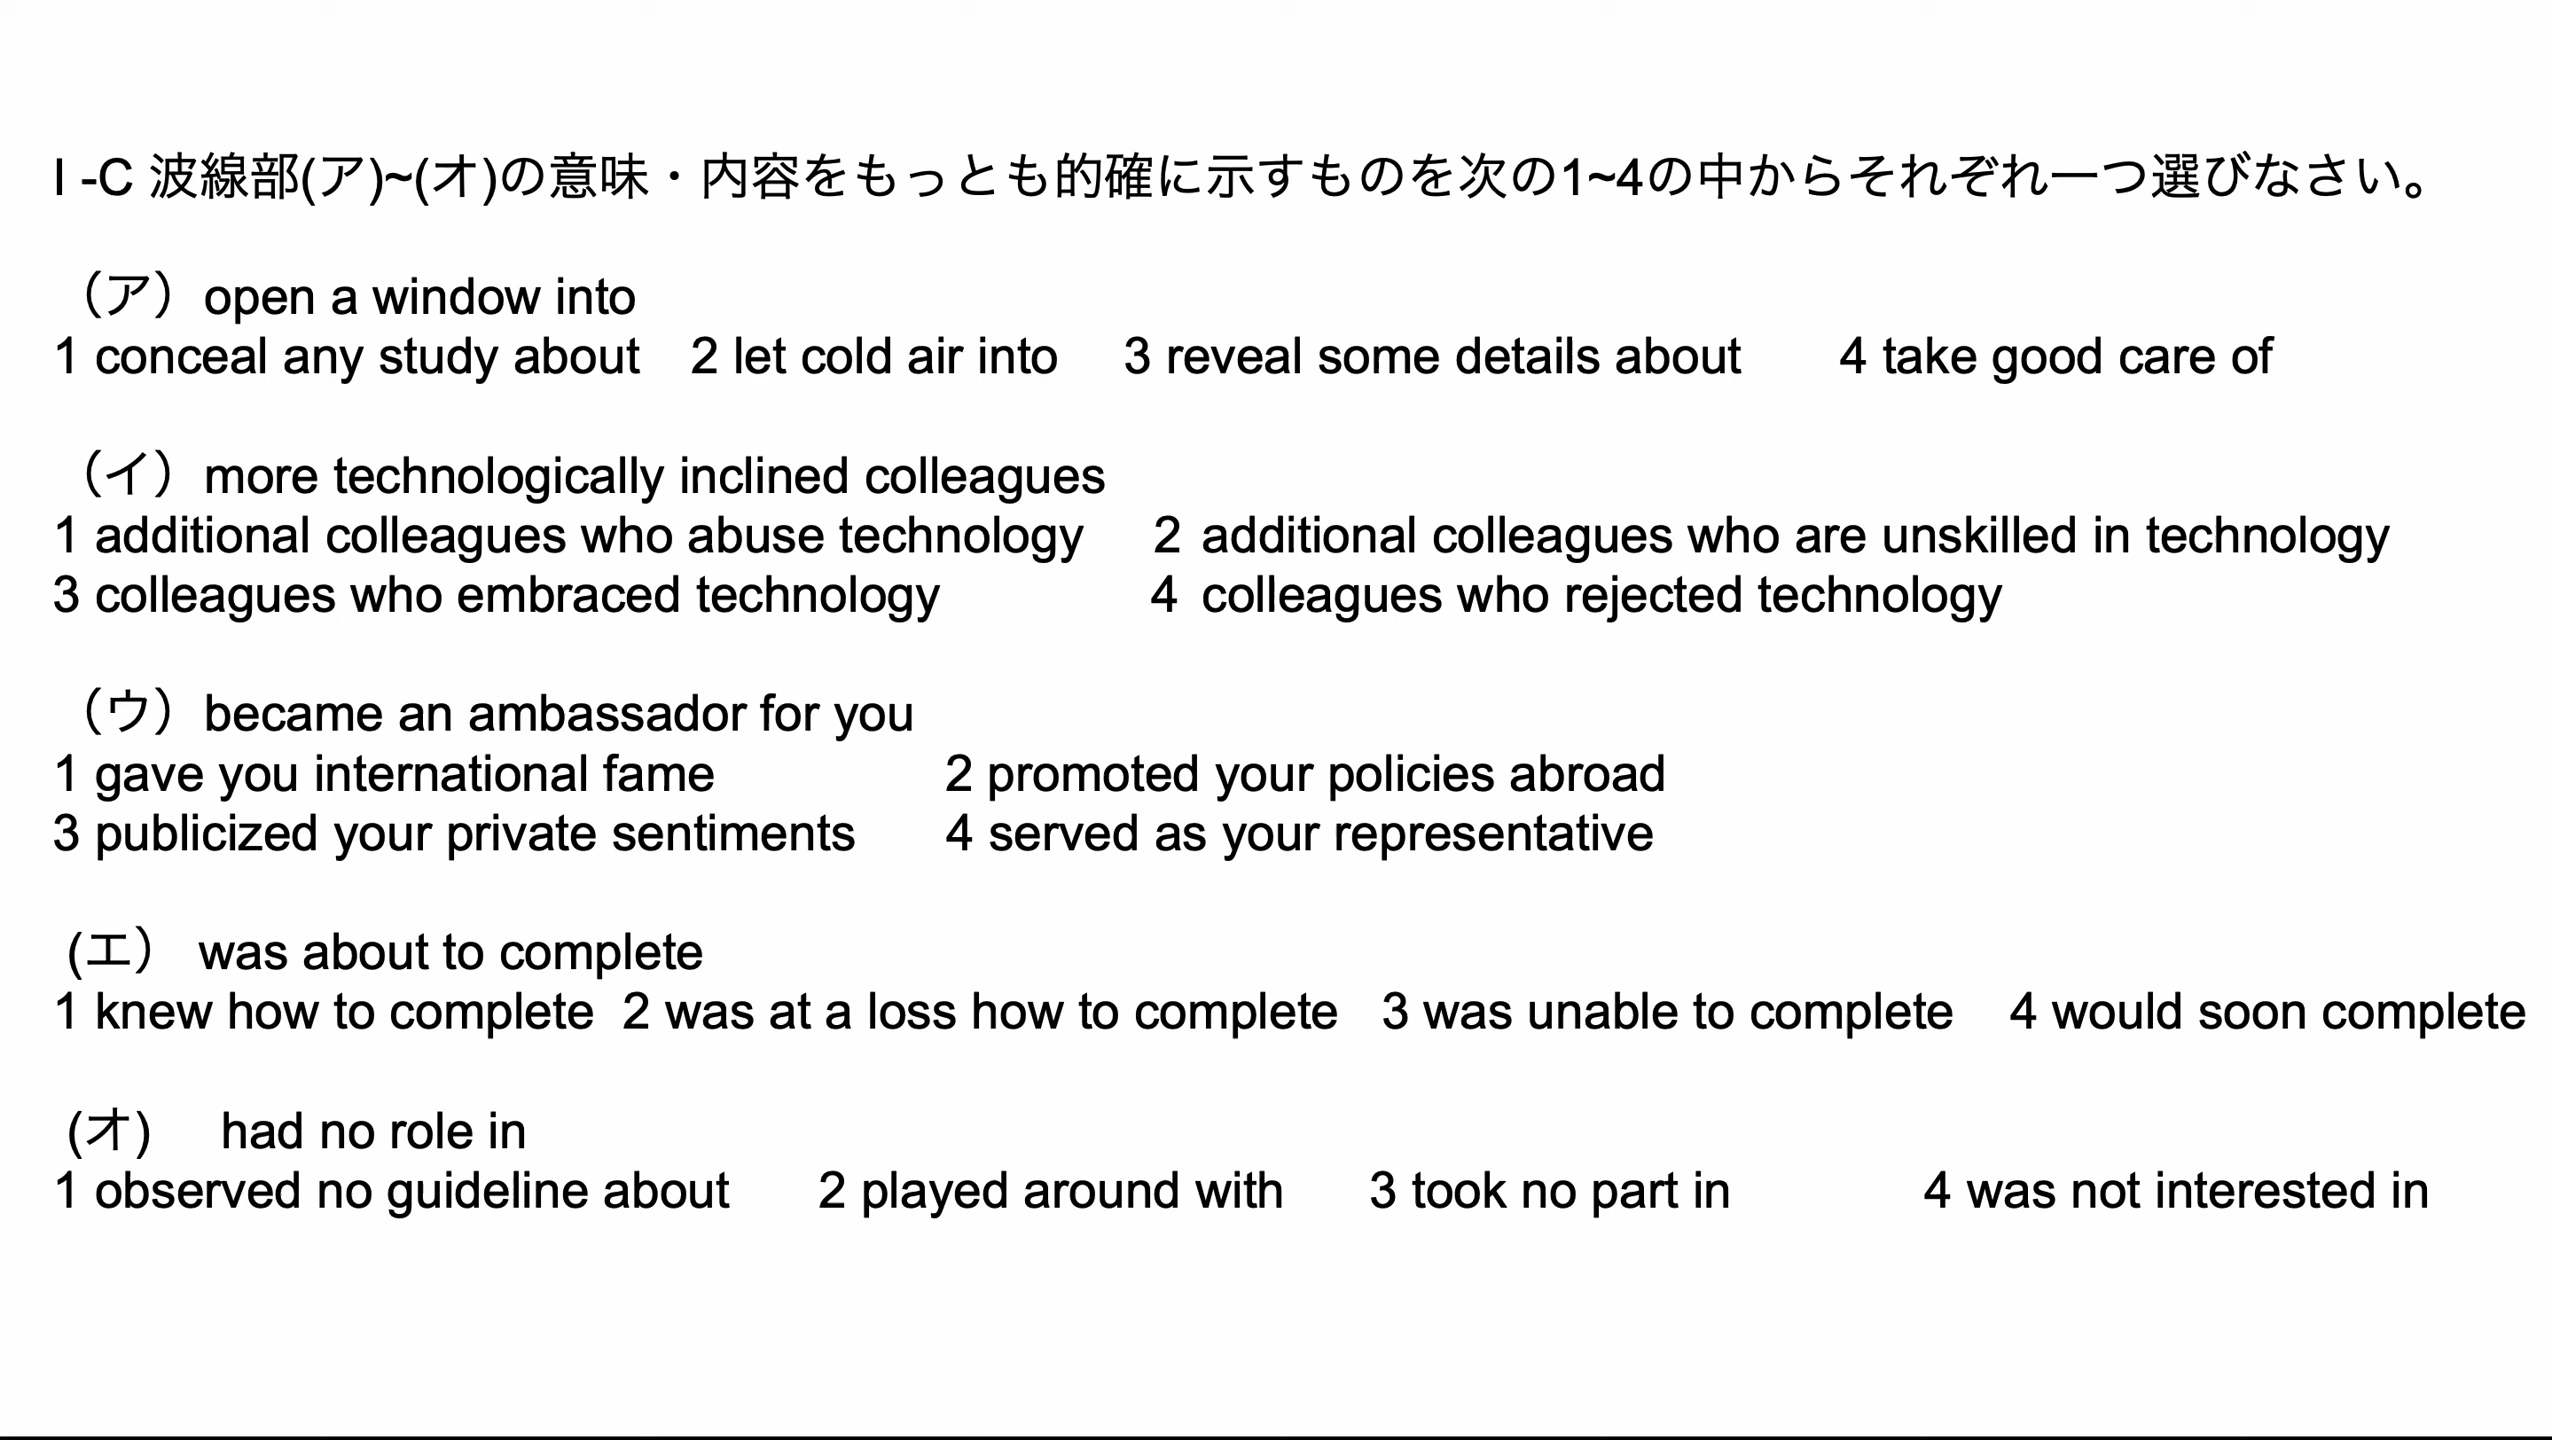 I -C 波線部(ア)~(オ)の意味・内容をもっとも的確に示すものを次の1~4の中からそれぞれ一つ選びなさい。
（ア）open a window into
1 conceal any study about 2 let cold air into 3 reveal some details about 4 take good care of
（イ）more technologically inclined colleagues
1 additional colleagues who abuse technology 2 additional colleagues who are unskilled in technology
3 colleagues who embraced technology 4 colleagues who rejected technology
（ウ）became an ambassador for you
1 gave you international fame 2 promoted your policies abroad
3 publicized your private sentiments 4 served as your representative
(エ） was about to complete
1 knew how to complete 2 was at a loss how to complete 3 was unable to complete 4 would soon complete
(オ) had no role in
1 observed no guideline about 2 played around with 3 took no part in 4 was not interested in